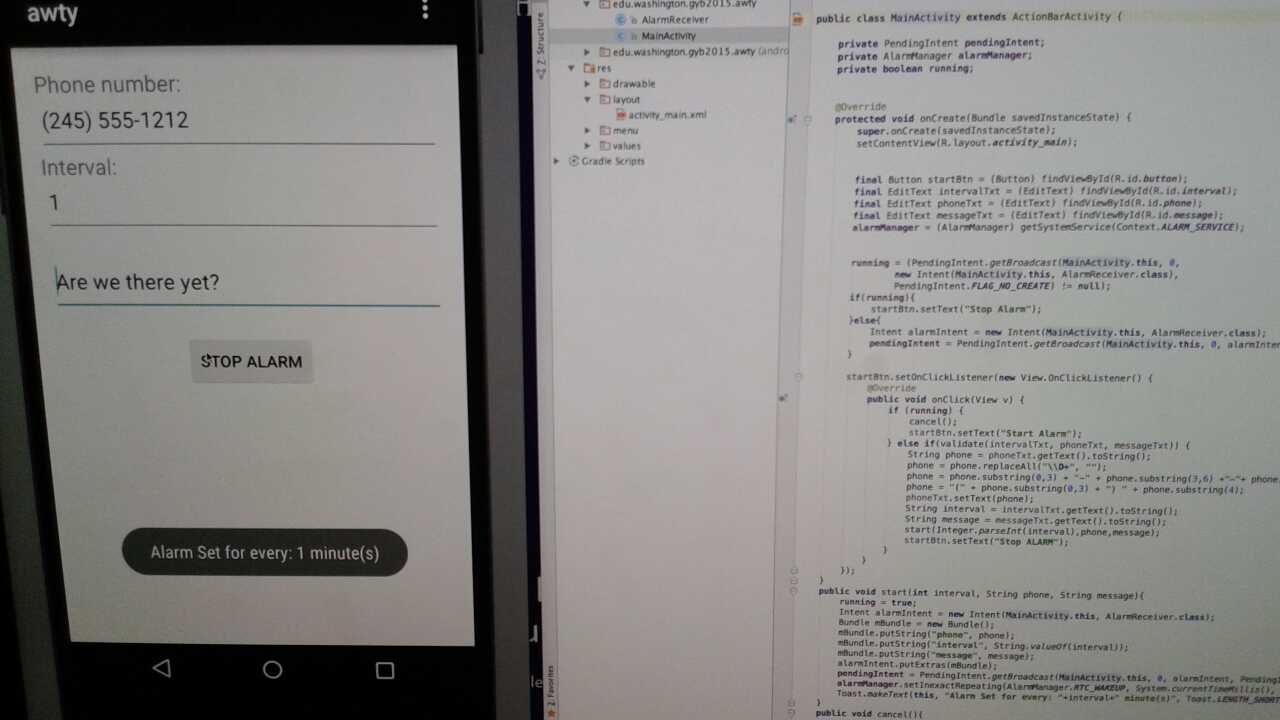 awty
Phone number:
(245) 555-1212
Interval:
1
Are we there yet?
STOP ALARM
Alarm Set for every: 1 minute(s)
Z: Structure
2: Favorites
edu.washington.gyb2015.awty
AlarmReceiver
MainActivity
edu.washington.gyb2015.awty (andro
res
drawable
layout
activity_main.xml
menu
values
Gradle Scripts
public class MainActivity extends ActionBarActivity {
private PendingIntent pendingIntent;
private AlarmManager alarmManager;
private boolean running;
@Override
protected void onCreate(Bundle savedInstanceState) {
super.onCreate(savedInstanceState);
setContentView(R.layout.activity_main);
final Button startBtn = (Button) findViewById(R.id.button);
final EditText intervalTxt = (EditText) findViewById(R.id.interval);
final EditText phoneTxt = (EditText) findViewById(R.id.phone);
final EditText messageTxt = (EditText) findViewById(R.id.message);
alarmManager = (AlarmManager) getSystemService(Context.ALARM_SERVICE);
running = (PendingIntent.getBroadcast(MainActivity.this, 0,
new Intent(MainActivity.this, AlarmReceiver.class),
PendingIntent.FLAG_NO_CREATE) != null);
if(running){
startBtn.setText("Stop Alarm");
}else{
Intent alarmIntent = new Intent(MainActivity.this, AlarmReceiver.class);
pendingIntent = PendingIntent.getBroadcast(MainActivity.this, 0, alarmInten
}
startBtn.setOnClickListener(new View.OnClickListener() {
@Override
public void onClick(View v) {
if (running) {
cancel();
startBtn.setText("Start Alarm");
} else if(validate(intervalTxt, phoneTxt, messageTxt)) {
String phone = phoneTxt.getText().toString();
phone = phone.replaceAll("\\D+", "");
phone = phone.substring(0,3) + "-" + phone.substring(3,6) +"-"+ phone
phone = "(" + phone.substring(0,3) + ") " + phone.substring(4);
phoneTxt.setText(phone);
String interval = intervalTxt.getText().toString();
String message = messageTxt.getText().toString();
start(Integer.parseInt(interval),phone,message);
startBtn.setText("Stop ALARM");
}
}
});
}
public void start(int interval, String phone, String message){
running = true;
Intent alarmIntent = new Intent(MainActivity.this, AlarmReceiver.class);
Bundle mBundle = new Bundle();
mBundle.putString("phone", phone);
mBundle.putString("interval", String.valueOf(interval));
mBundle.putString("message", message);
alarmIntent.putExtras(mBundle);
pendingIntent = PendingIntent.getBroadcast(MainActivity.this, 0, alarmIntent, PendingInt
alarmManager.setInexactRepeating(AlarmManager.RTC_WAKEUP, System.currentTimeMillis(),
Toast.makeText(this, "Alarm Set for every: "+interval+" minute(s)", Toast.LENGTH_SHORT
}
public void cancel(){